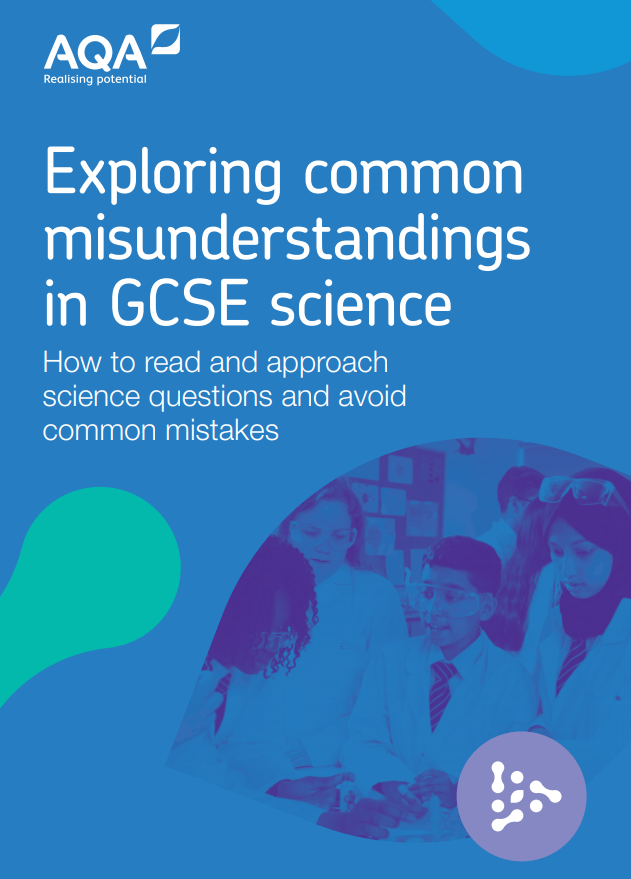 AQA
Realising potential
Exploring common
misunderstandings
in GCSE science
How to read and approach
science questions and avoid
common mistakes